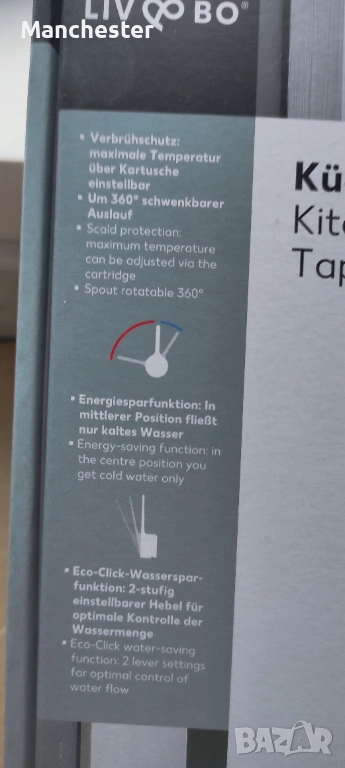 Manchester
LIV BO®
• Verbrühschutz:
maximale Temperatur
über Kartusche
einstellbar
• Um 360° schwenkbarer
Auslauf
• Scald protection:
maximum temperature
can be adjusted via the
cartridge
• Spout rotatable 360°
Kü
Kit
Tap
• Energiesparfunktion: In
mittlerer Position fließt
nur kaltes Wasser
• Energy-saving function: in
the centre position you
get cold water only
• Eco-Click-Wasserspar-
funktion: 2-stufig
einstellbarer Hebel für
optimale Kontrolle der
Wassermenge
• Eco-Click water-saving
function: 2 lever settings
for optimal control of
water flow
BAZAR